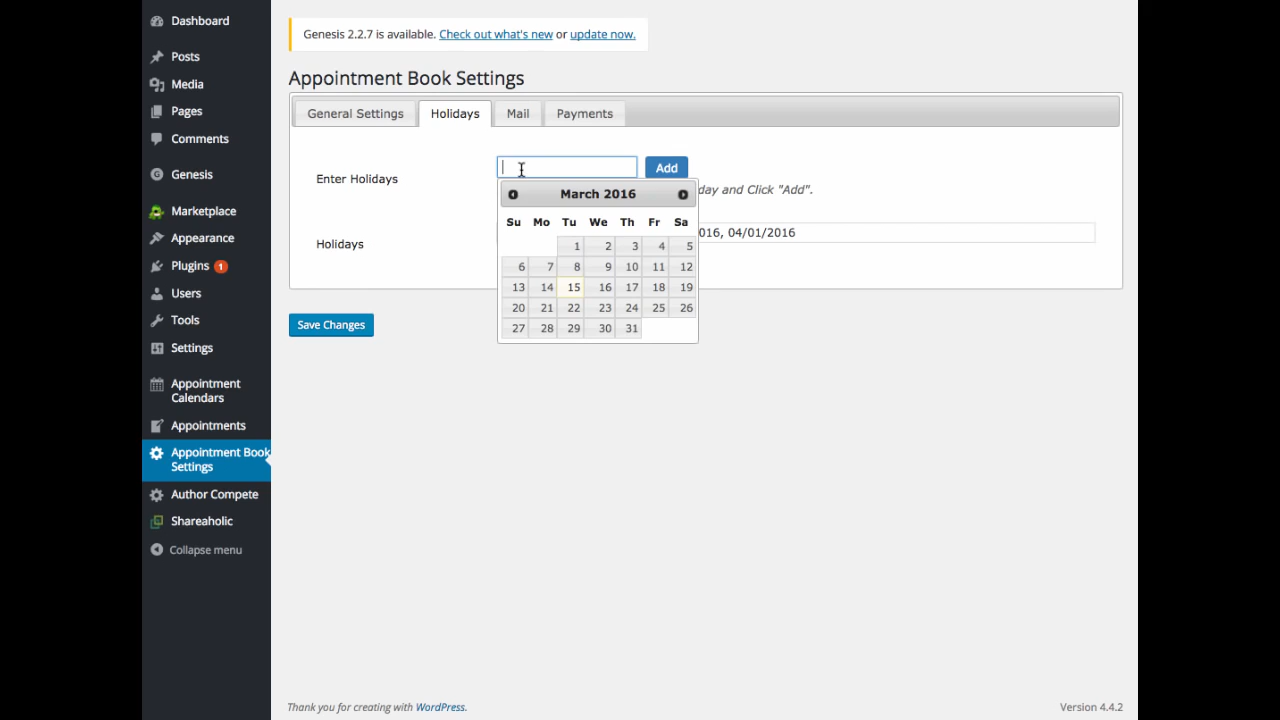 Dashboard
Posts
Media
Pages
Comments
Genesis
Marketplace
Appearance
Plugins 1
Users
Tools
Settings
Appointment
Calendars
Appointments
Appointment Book
Settings
Author Compete
Shareaholic
Collapse menu
Genesis 2.2.7 is available. Check out what's new or update now.
Appointment Book Settings
General Settings Holidays Mail Payments
Enter Holidays Add
day and Click "Add".
Holidays 016, 04/01/2016
March 2016
Su Mo Tu We Th Fr Sa
1 2 3 4 5
6 7 8 9 10 11 12
13 14 15 16 17 18 19
20 21 22 23 24 25 26
27 28 29 30 31
Save Changes
Thank you for creating with WordPress.
Version 4.4.2